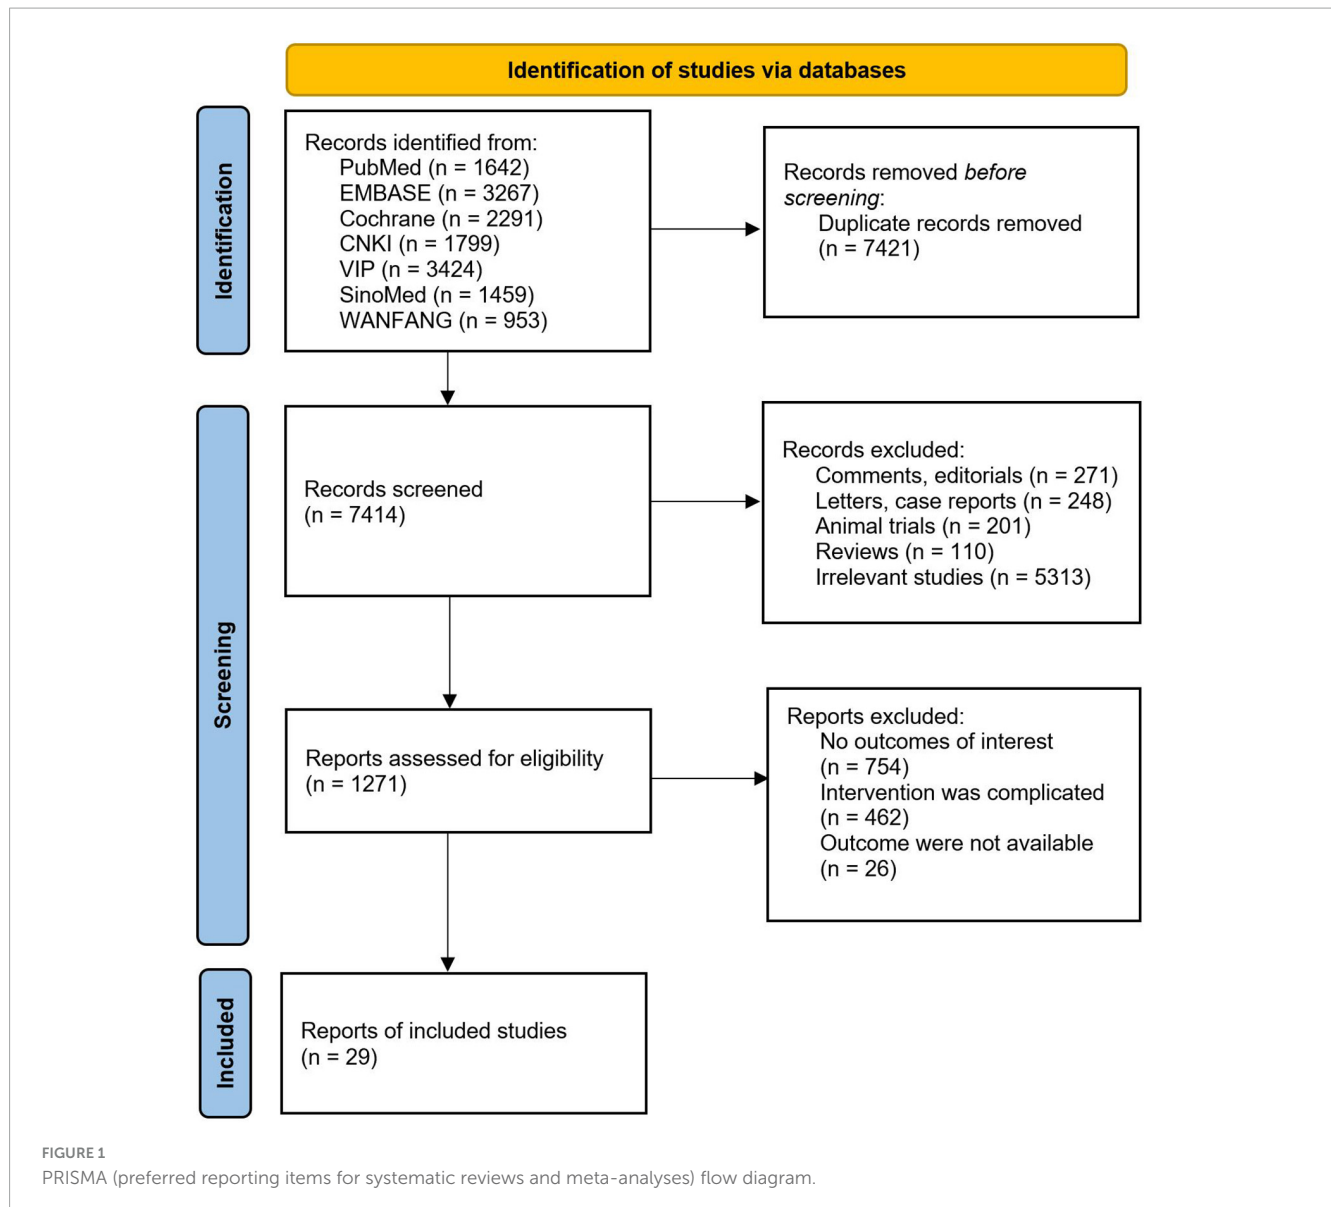 Identification of studies via databases
Identification
Records identified from:
PubMed (n = 1642)
EMBASE (n = 3267)
Cochrane (n = 2291)
CNKI (n = 1799)
VIP (n = 3424)
SinoMed (n = 1459)
WANFANG (n = 953)
Records removed before
screening:
Duplicate records removed
(n = 7421)
Screening
Records screened
(n = 7414)
Records excluded:
Comments, editorials (n = 271)
Letters, case reports (n = 248)
Animal trials (n = 201)
Reviews (n = 110)
Irrelevant studies (n = 5313)
Reports assessed for eligibility
(n = 1271)
Reports excluded:
No outcomes of interest
(n = 754)
Intervention was complicated
(n = 462)
Outcome were not available
(n = 26)
Included
Reports of included studies
(n = 29)
FIGURE 1
PRISMA (preferred reporting items for systematic reviews and meta-analyses) flow diagram.